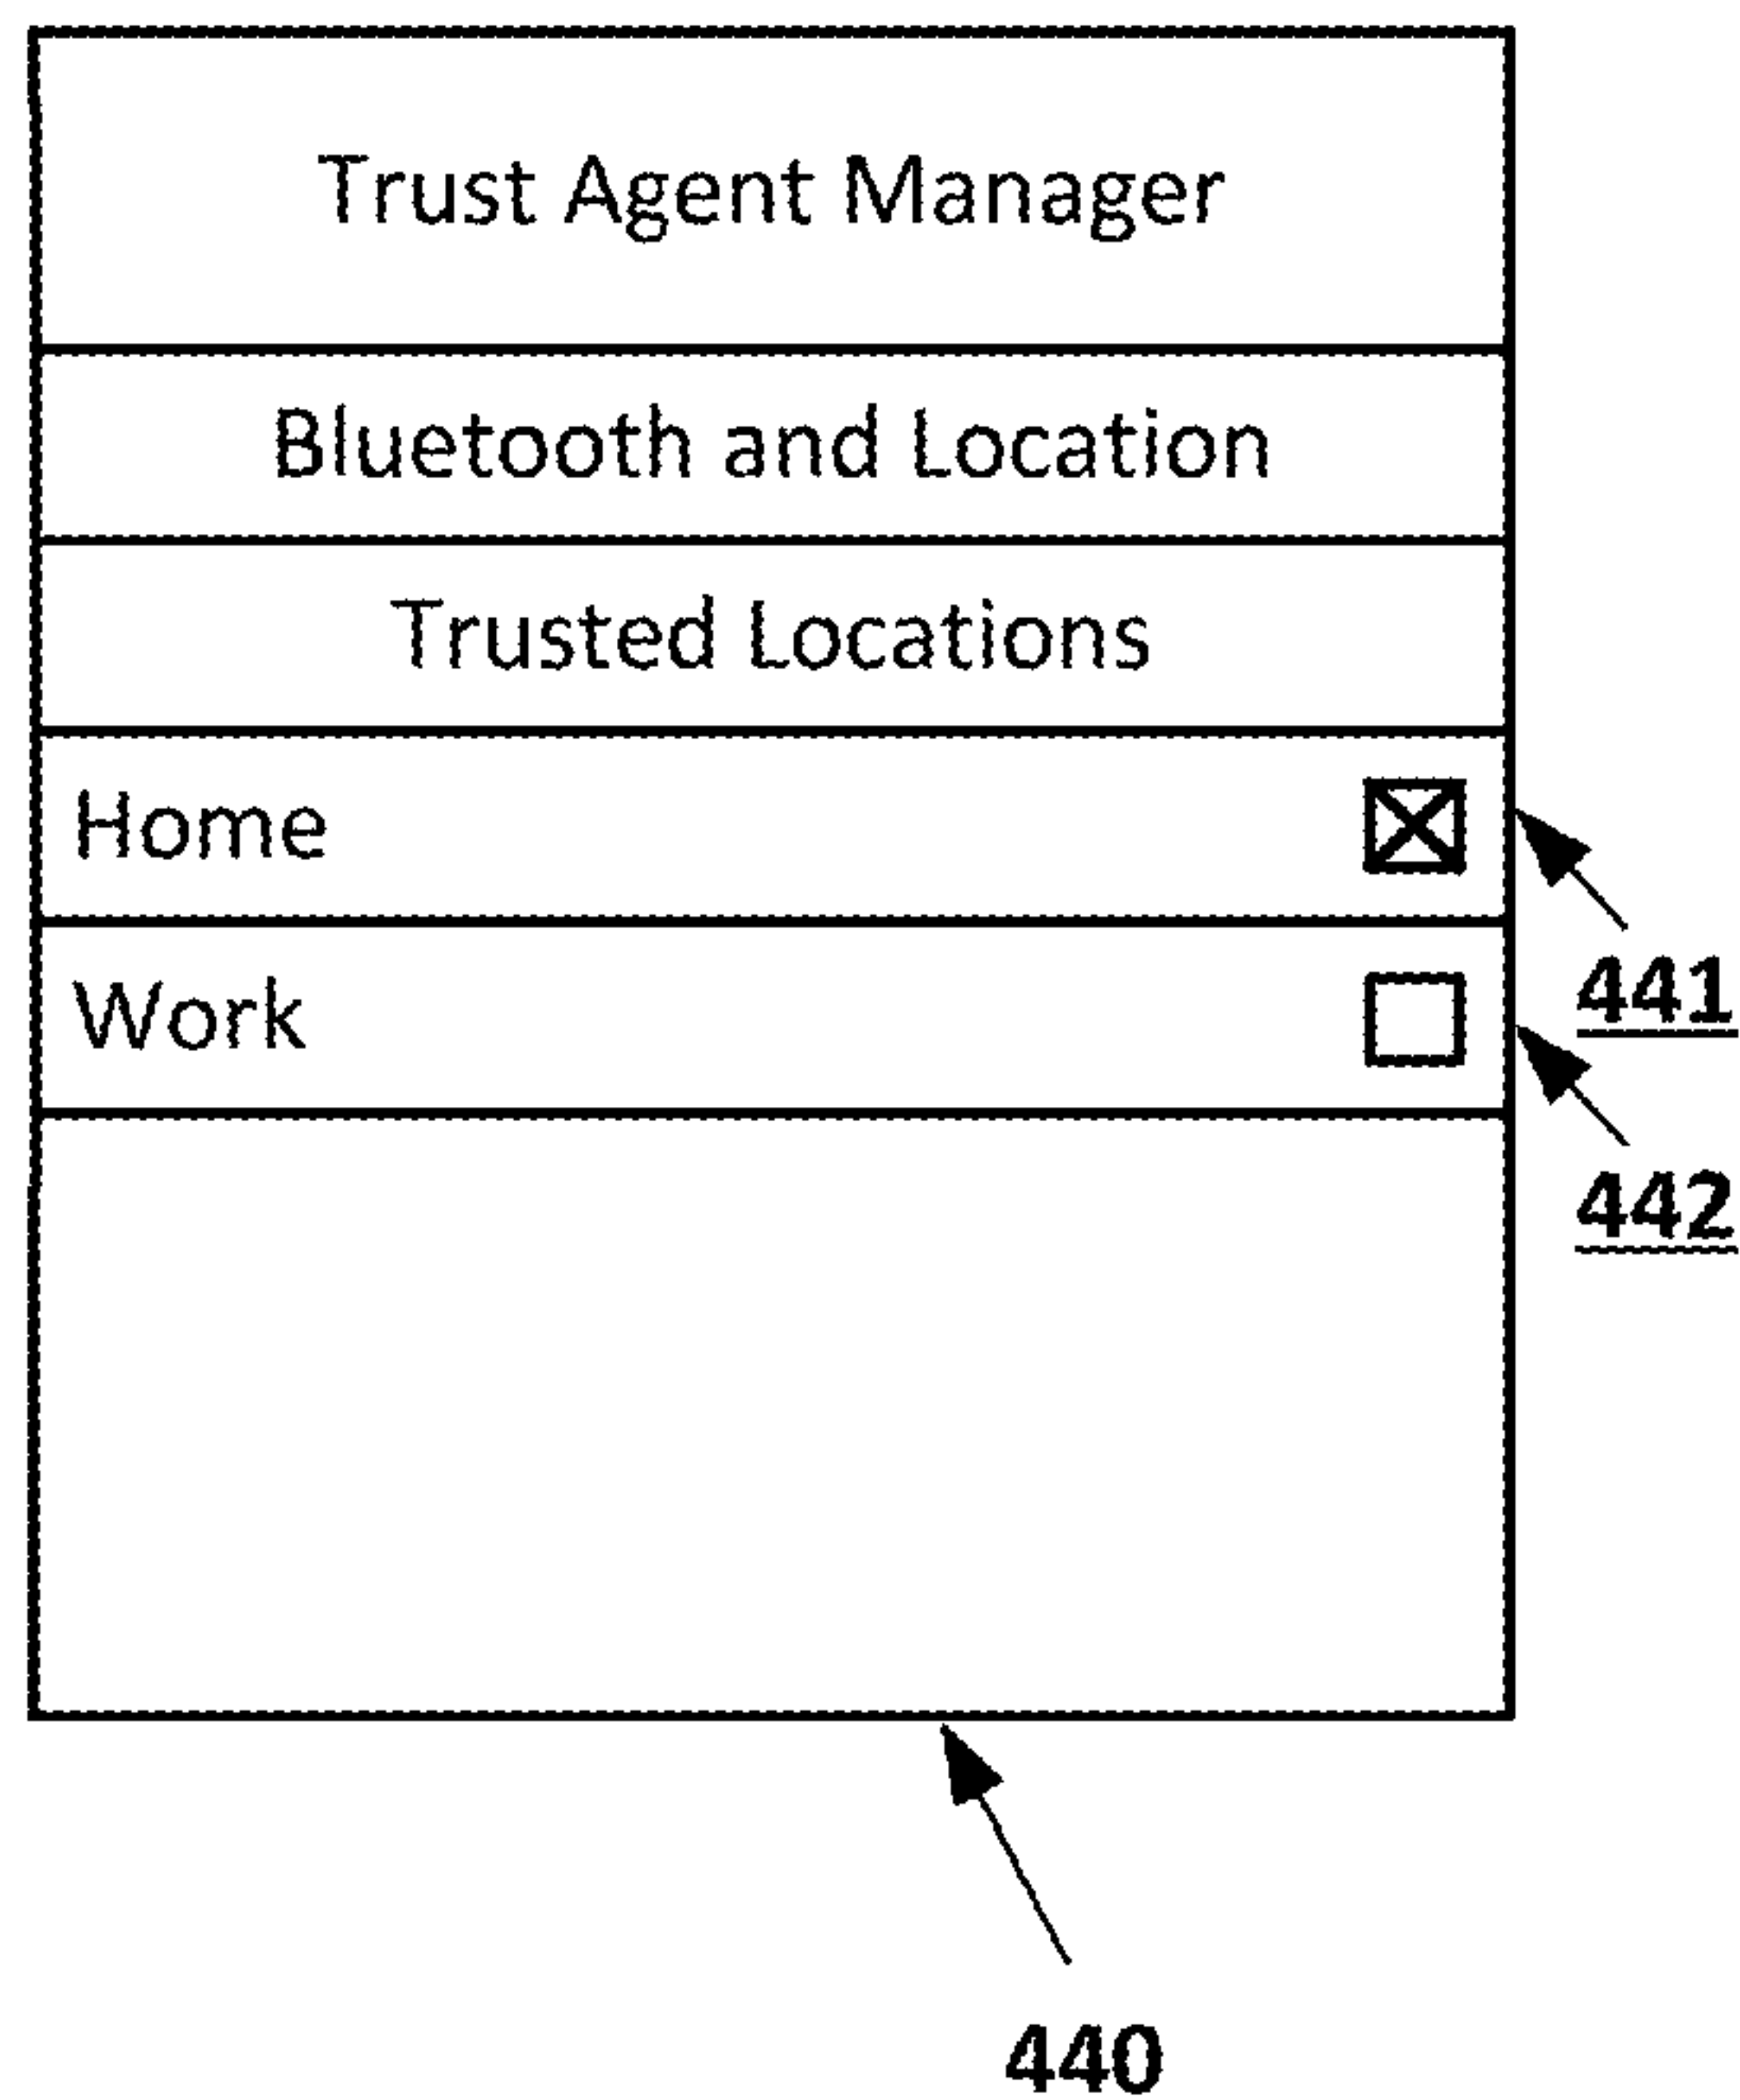 Trust Agent Manager
Bluetooth and Location
Trusted Locations
Home
441
Work
442
440